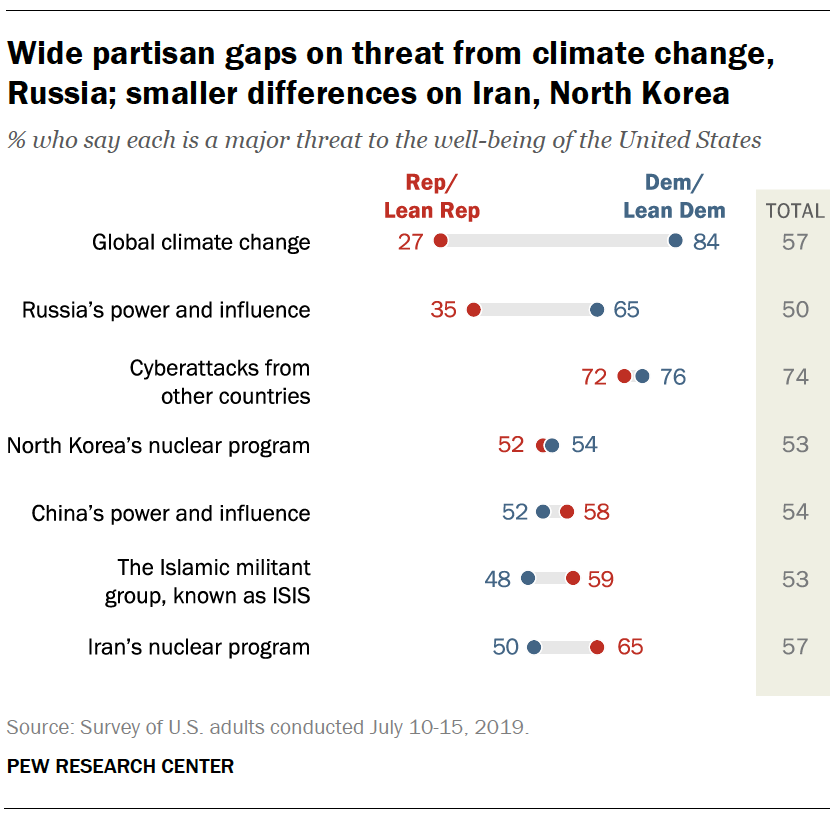 Wide partisan gaps on threat from climate change,
Russia; smaller differences on Iran, North Korea
% who say each is a major threat to the well-being of the United States
Rep/
Lean Rep
Dem/
Lean Dem
TOTAL
Global climate change 27 84 57
Russia's power and influence 35 65 50
Cyberattacks from
other countries
72 76 74
North Korea's nuclear program 52 54 53
China's power and influence 52 58 54
The Islamic militant
group, known as ISIS
48 59 53
Iran's nuclear program 50 65 57
Source: Survey of U.S. adults conducted July 10-15, 2019.
PEW RESEARCH CENTER